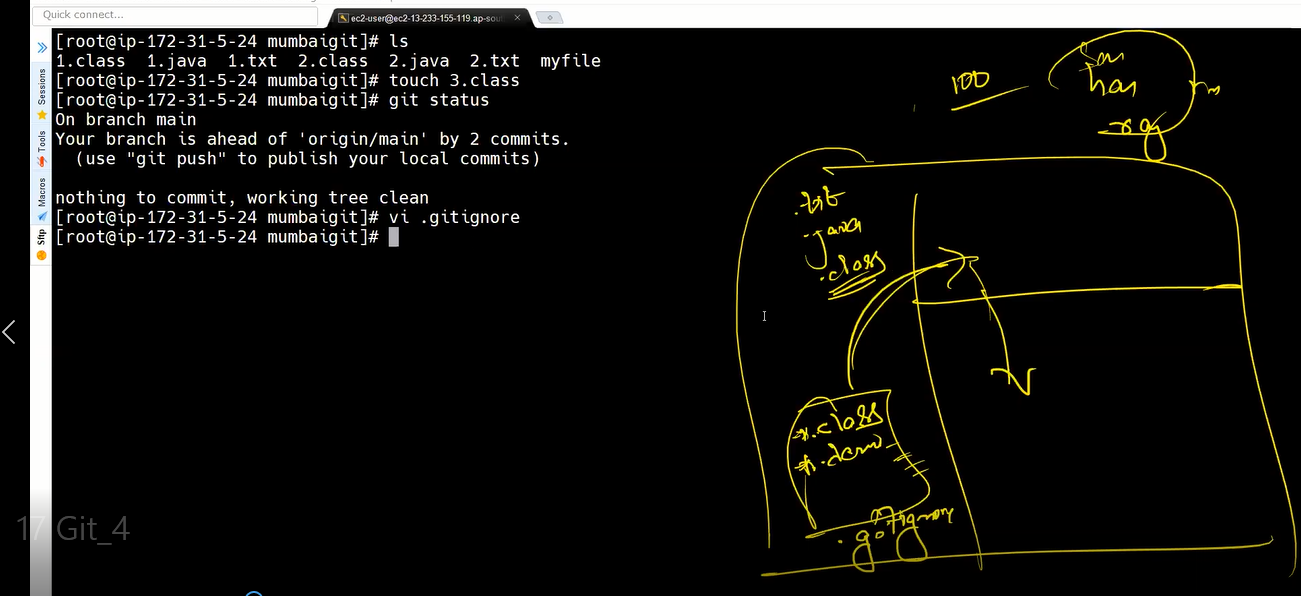 Quick connect...
ec2-user@ec2-13-233-155-119.ap-sou
[root@ip-172-31-5-24 mumbaigit]# ls
1.class 1.java 1.txt 2.class 2.java 2.txt myfile
[root@ip-172-31-5-24 mumbaigit]# touch 3.class
[root@ip-172-31-5-24 mumbaigit]# git status
On branch main
Your branch is ahead of 'origin/main' by 2 commits.
(use "git push" to publish your local commits)
nothing to commit, working tree clean
[root@ip-172-31-5-24 mumbaigit]# vi .gitignore
[root@ip-172-31-5-24 mumbaigit]#
Sessions
Tools
Macros
Sftp
100
.txt
.java
.class
*.class
17 Git_4